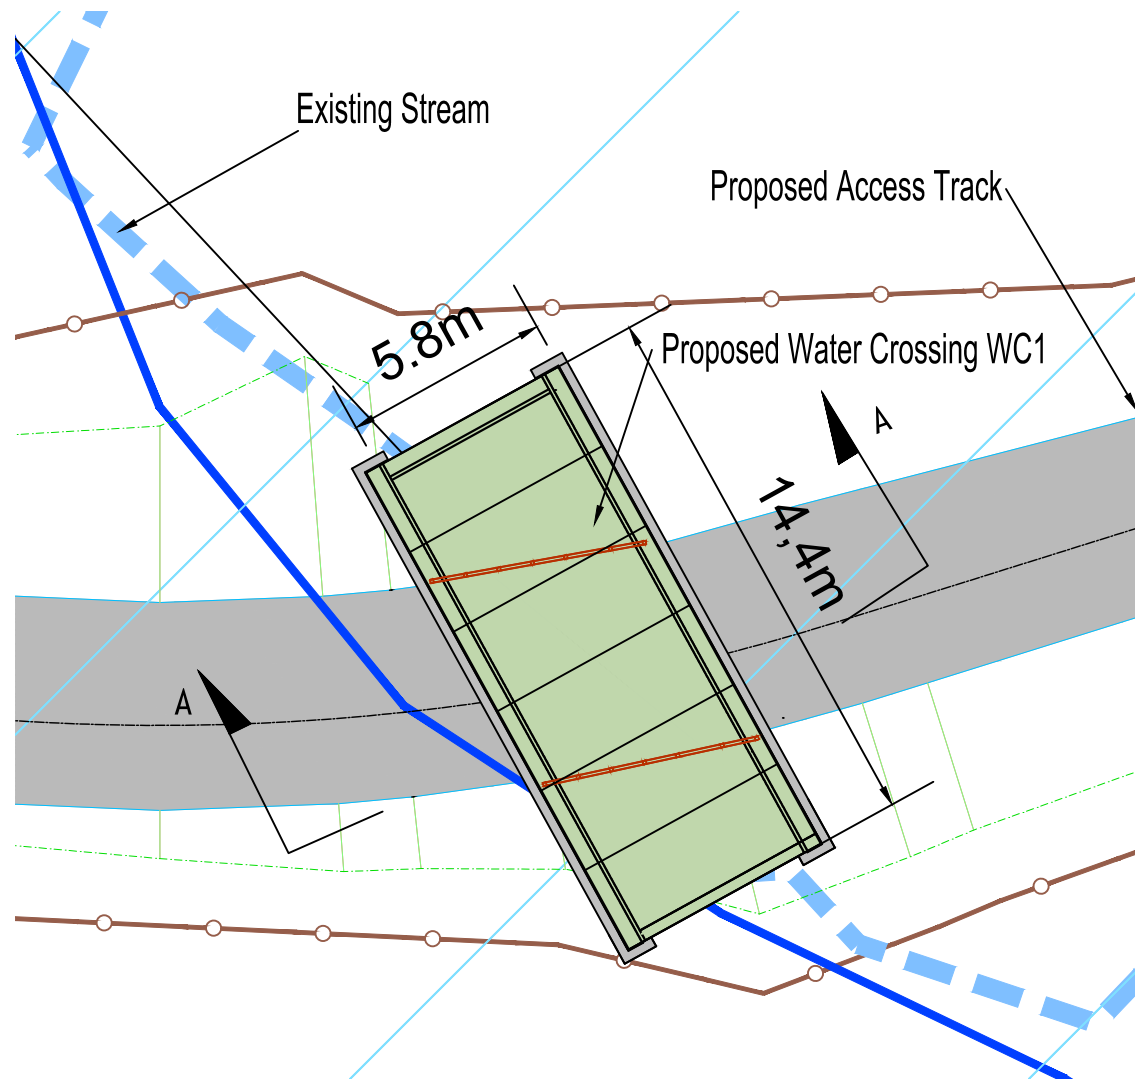 Existing Stream
Proposed Access Track
5.8m
Proposed Water Crossing WC1
A
14,4m
A